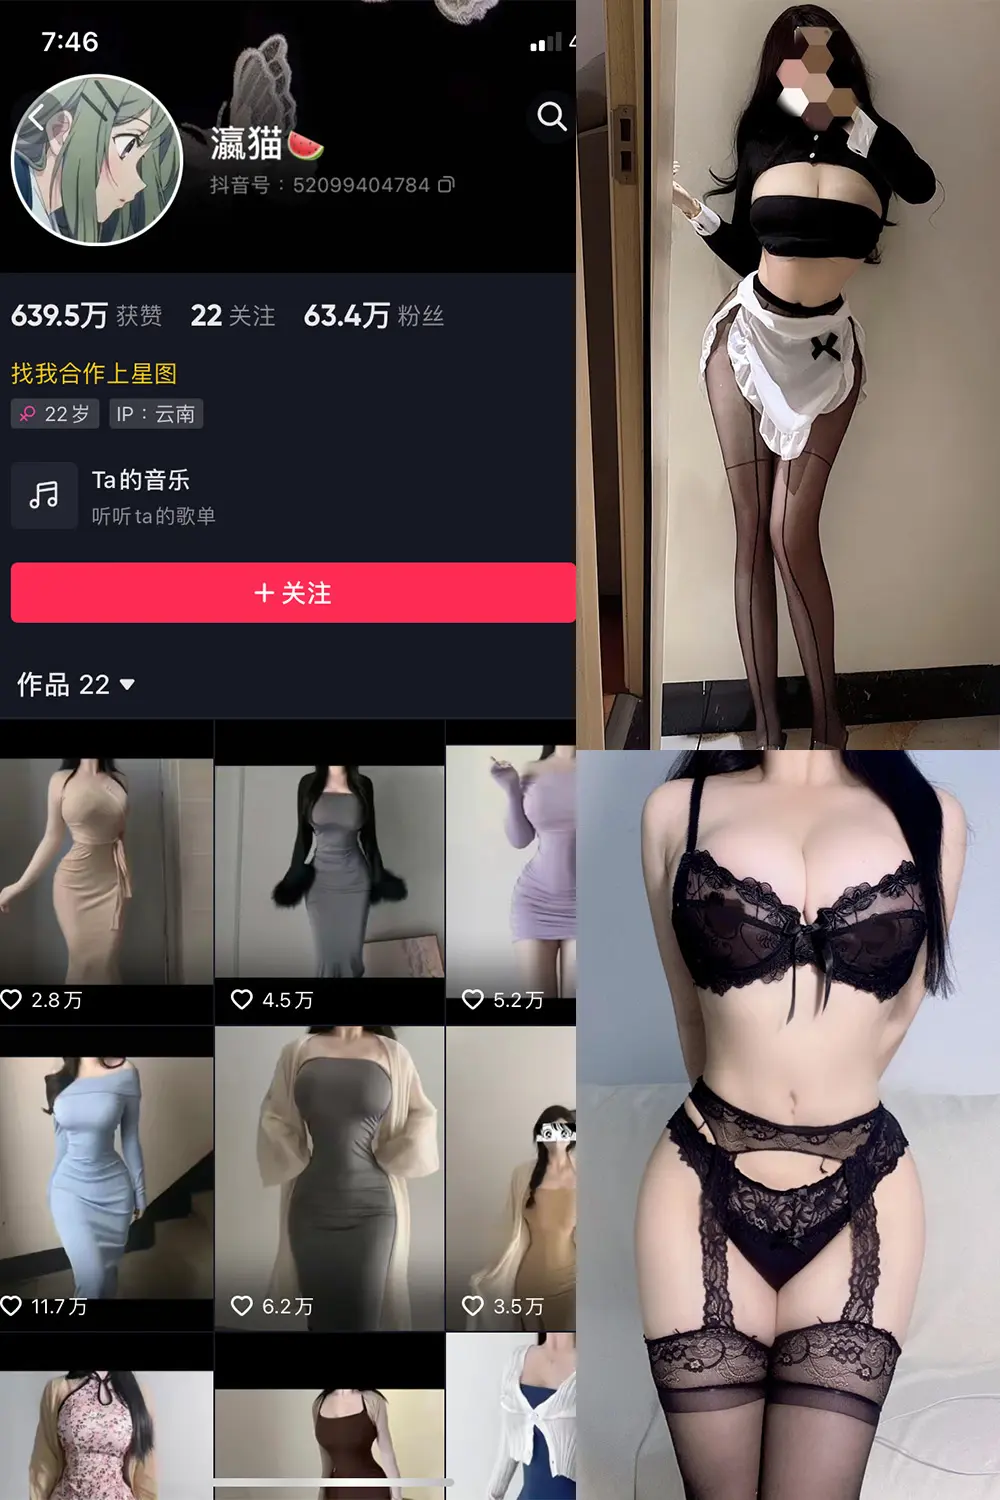 7:46
4
瀛猫🍉
抖音号：52099404784
639.5万 获赞 22 关注 63.4万 粉丝
找我合作上星图
22岁 IP：云南
Ta的音乐
听听ta的歌单
+ 关注
作品 22
2.8万 4.5万 5.2万
11.7万 6.2万 3.5万